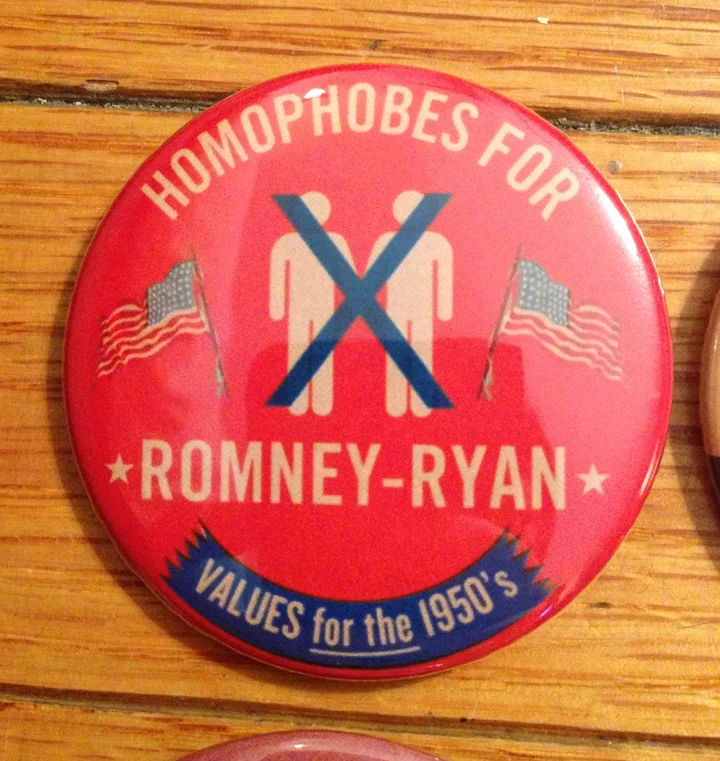 HOMOPHOBES FOR
ROMNEY-RYAN
VALUES for the 1950's